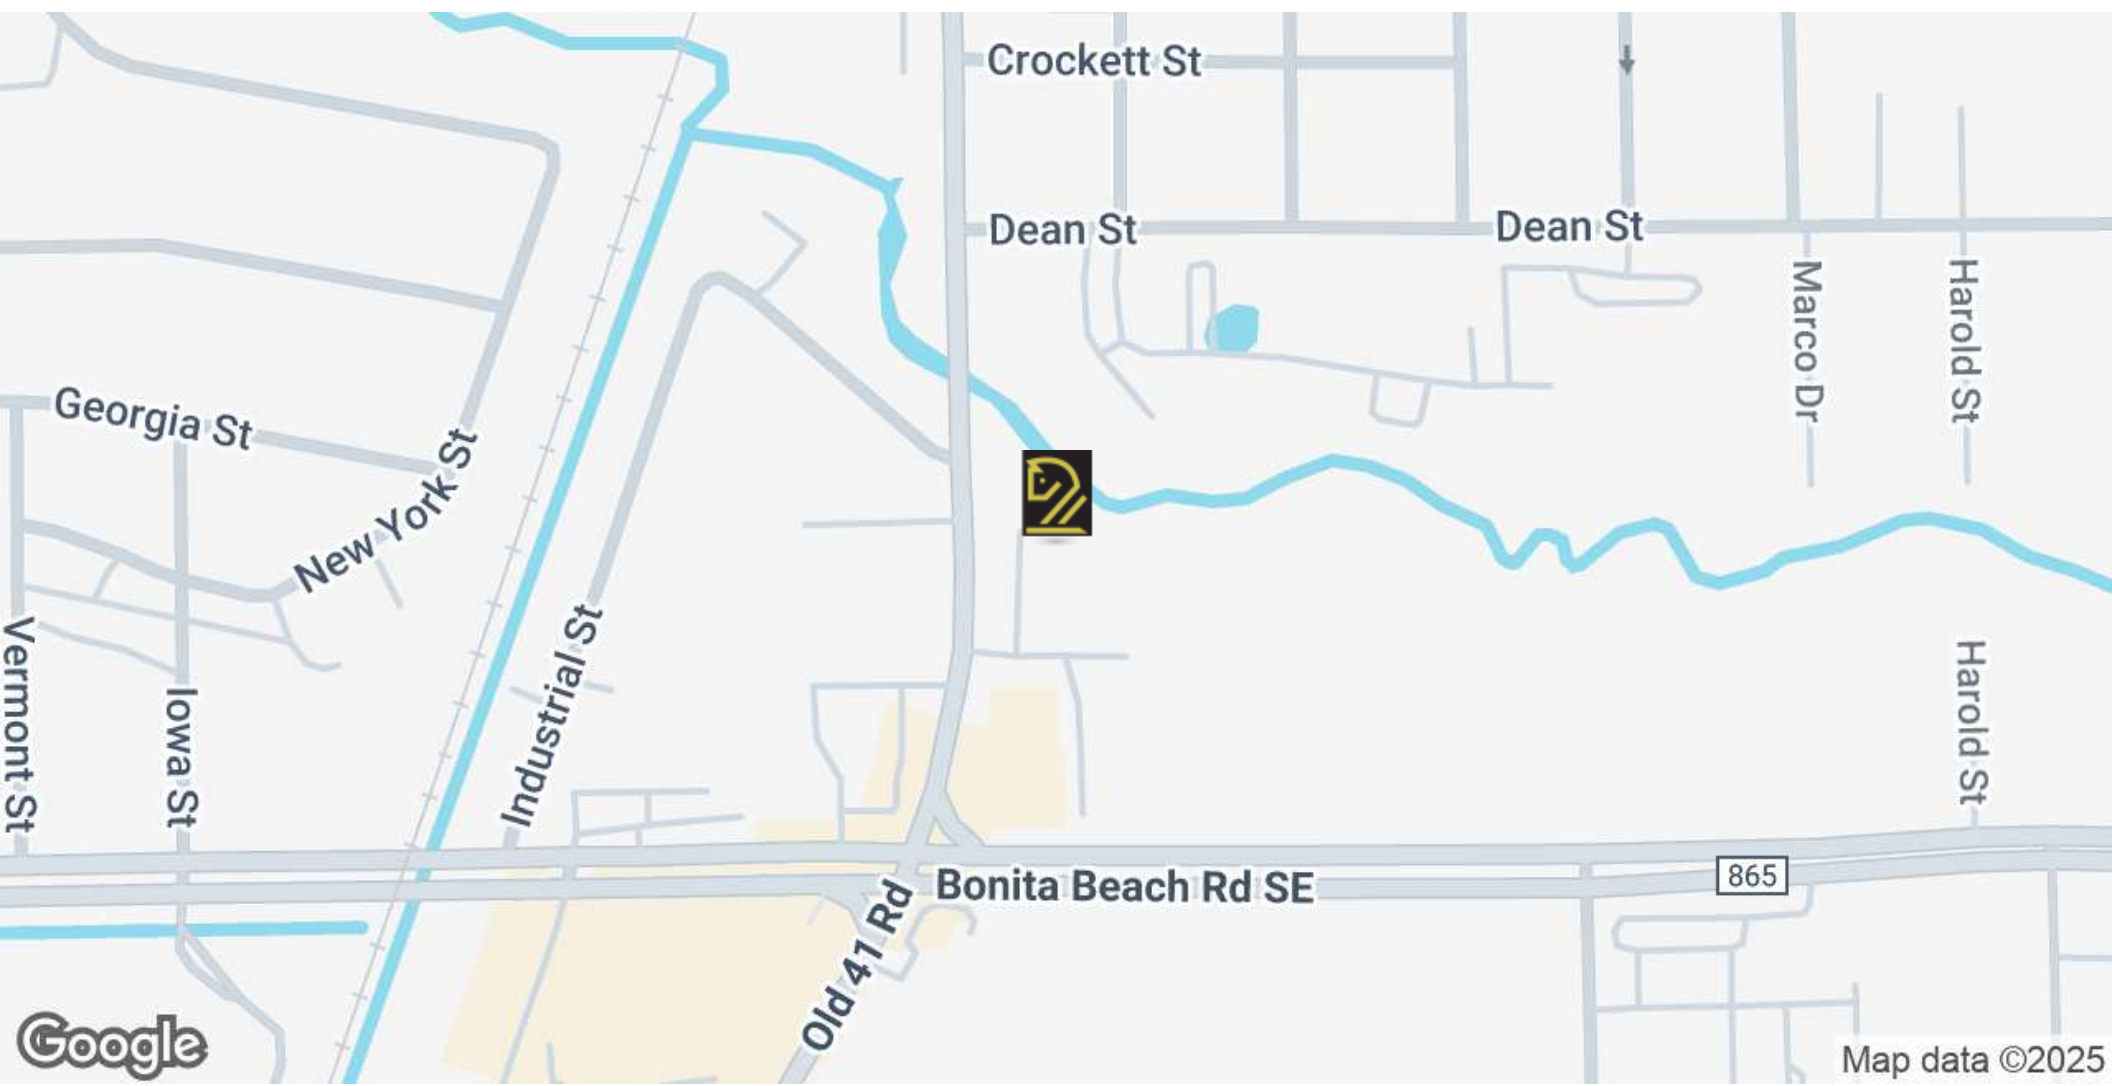 Crockett St
Dean St
Dean St
Marco Dr
Harold St
Georgia St
New York St
Vermont St
Iowa St
Industrial St
Harold St
865
Bonita Beach Rd SE
Old 41 Rd
Google
Map data ©2025